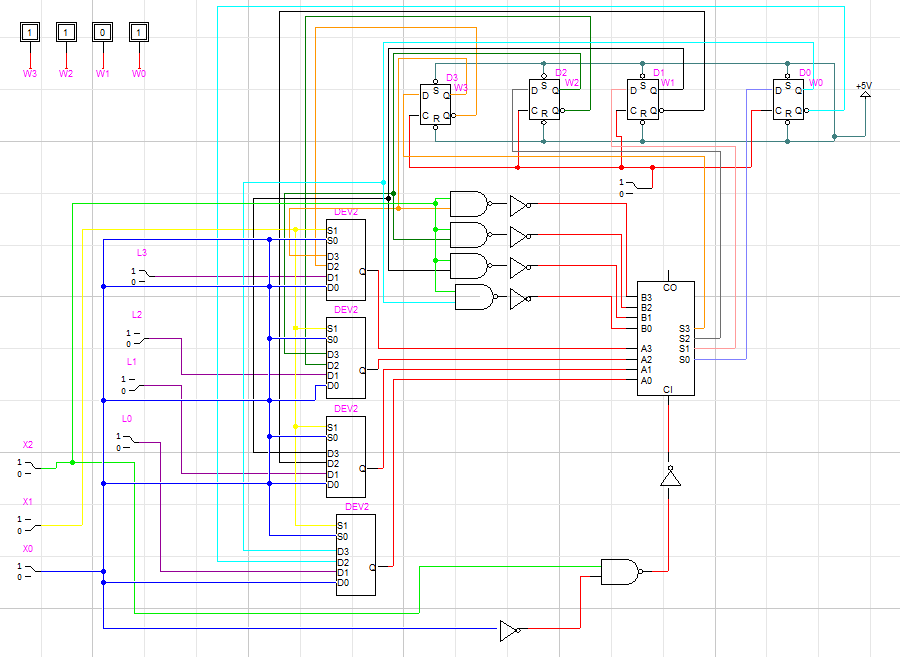 1 1 0 1
W3 W2 W1 W0
D3 D2 D1 D0
W3 W2 W1 W0
+5V
D S Q
C R Q
D S Q
C R Q
D S Q
C R Q
D S Q
C R Q
1
0
DEV2
S1
S0
D3
D2
D1
D0
Q
L3
1
0
DEV2
S1
S0
D3
D2
D1
D0
Q
L2
1
0
L1
1
0
DEV2
S1
S0
D3
D2
D1
D0
Q
L0
1
0
DEV2
S1
S0
D3
D2
D1
D0
Q
X2
1
0
X1
1
0
X0
1
0
CO
B3
B2
B1
B0
A3
A2
A1
A0
S3
S2
S1
S0
CI